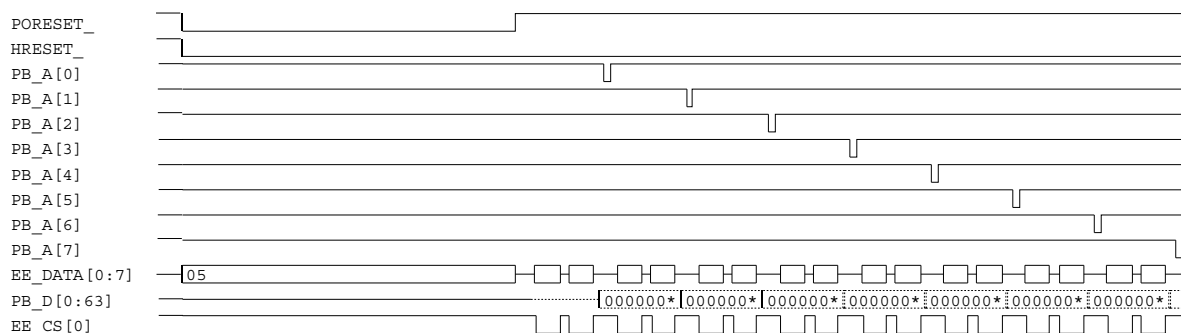 PORESET_
HRESET_
PB_A[0]
PB_A[1]
PB_A[2]
PB_A[3]
PB_A[4]
PB_A[5]
PB_A[6]
PB_A[7]
EE_DATA[0:7] 05
PB_D[0:63] 000000* 000000* 000000* 000000* 000000* 000000* 000000*
EE_CS[0]